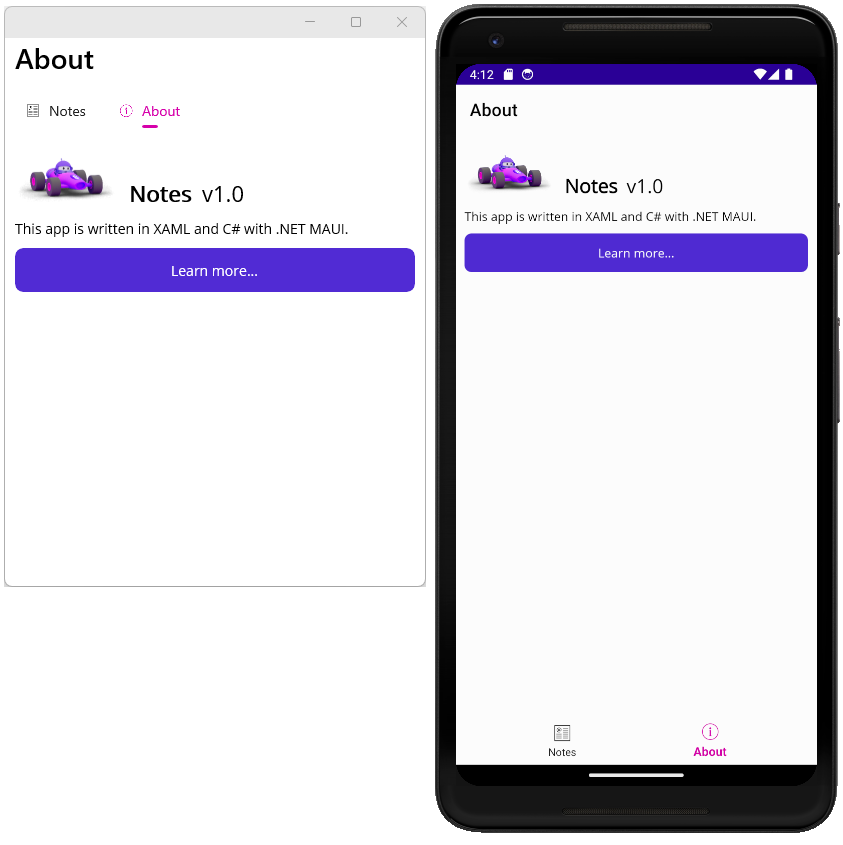 About
Notes About
Notes v1.0
This app is written in XAML and C# with .NET MAUI.
Learn more...
4:12
About
Notes v1.0
This app is written in XAML and C# with .NET MAUI.
Learn more...
Notes About